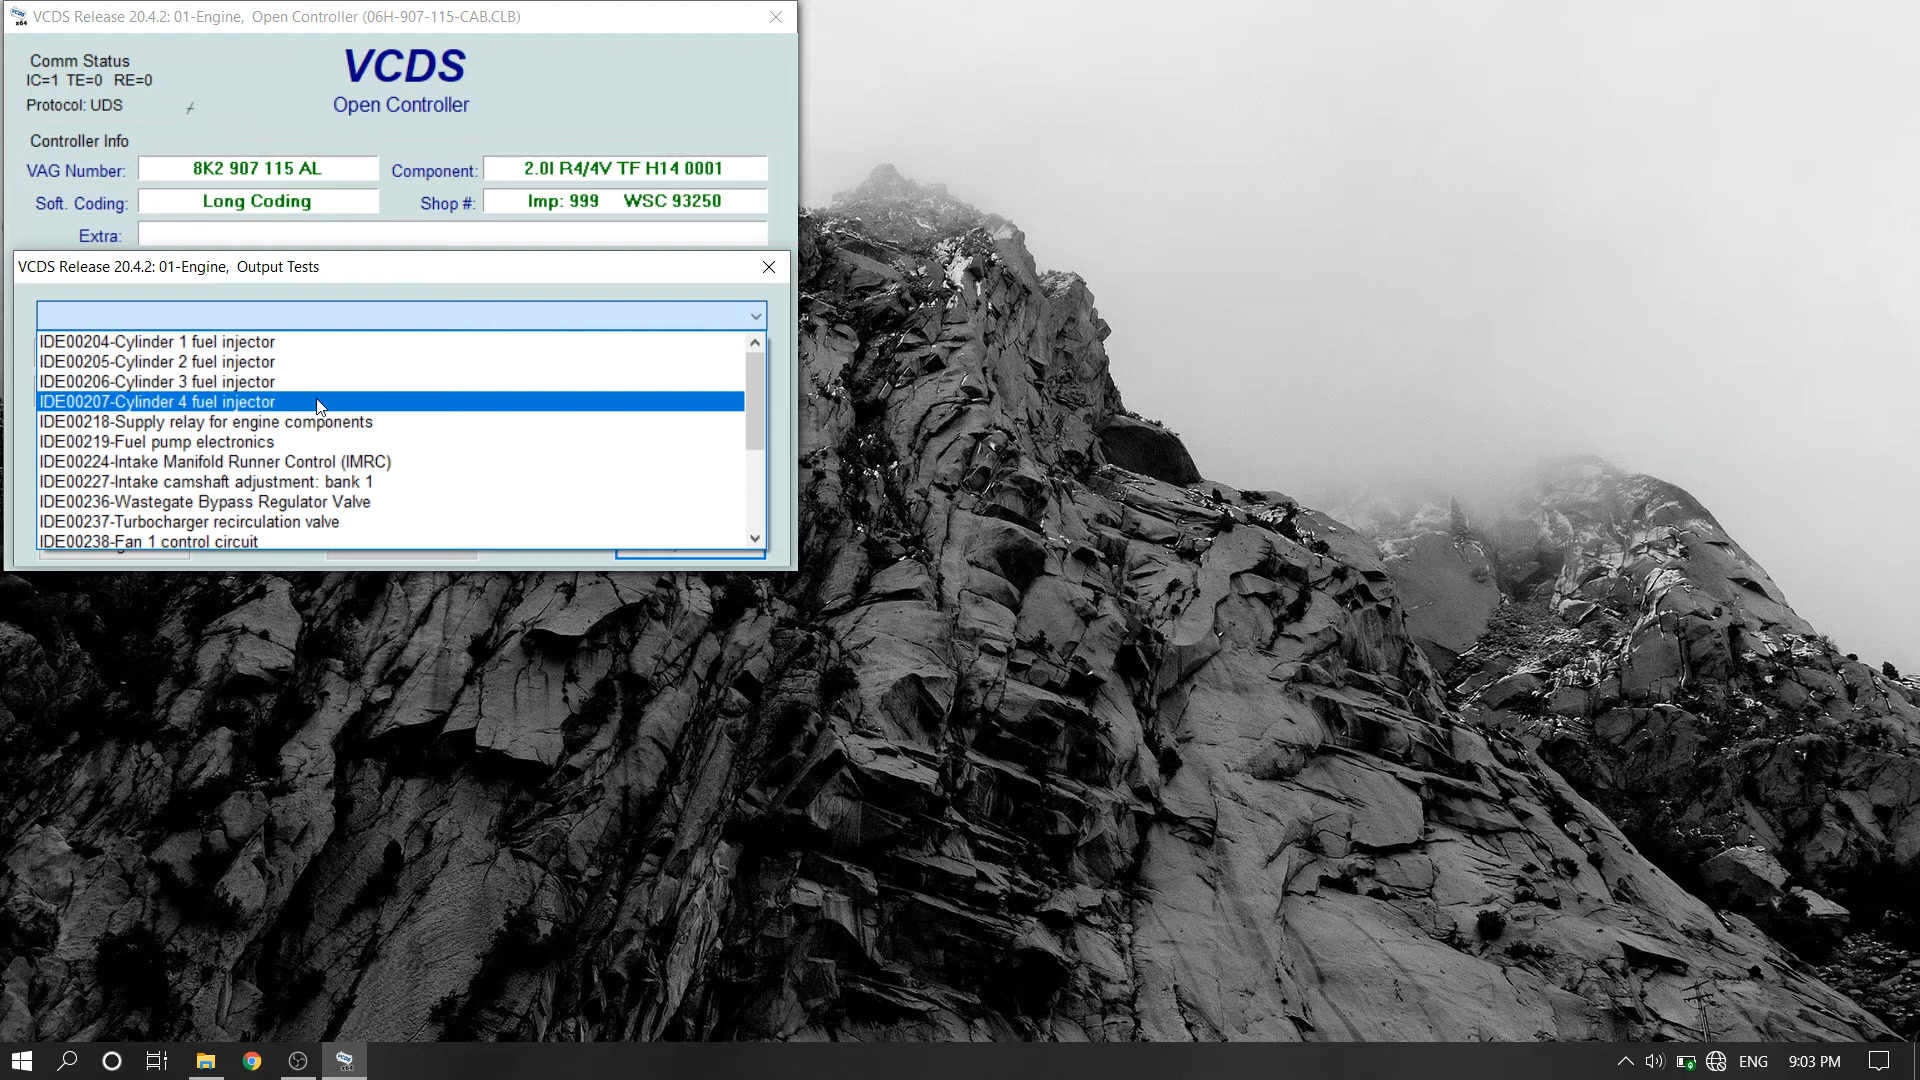 VCDS Release 20.4.2: 01-Engine,  Open Controller (06H-907-115-CAB.CLB)
Comm Status
IC=1  TE=0   RE=0
Protocol: UDS
VCDS
Open Controller
Controller Info
VAG Number: 8K2 907 115 AL Component: 2.0l R4/4V TF H14 0001
Soft. Coding: Long Coding Shop #: Imp: 999 WSC 93250
Extra:
VCDS Release 20.4.2: 01-Engine,  Output Tests
IDE00204-Cylinder 1 fuel injector
IDE00205-Cylinder 2 fuel injector
IDE00206-Cylinder 3 fuel injector
IDE00207-Cylinder 4 fuel injector
IDE00218-Supply relay for engine components
IDE00219-Fuel pump electronics
IDE00224-Intake Manifold Runner Control (IMRC)
IDE00227-Intake camshaft adjustment: bank 1
IDE00236-Wastegate Bypass Regulator Valve
IDE00237-Turbocharger recirculation valve
IDE00238-Fan 1 control circuit
ENG 9:03 PM